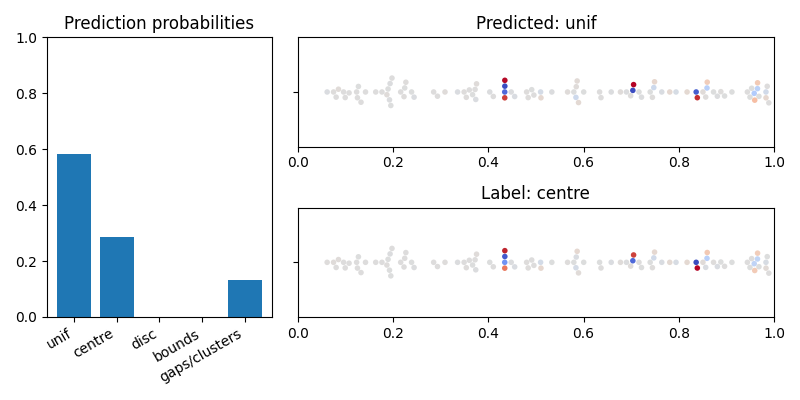 Prediction probabilities
1.0
0.8
0.6
0.4
0.2
0.0
unif
centre
disc
bounds
gaps/clusters
Predicted: unif
0.0 0.2 0.4 0.6 0.8 1.0
Label: centre
0.0 0.2 0.4 0.6 0.8 1.0